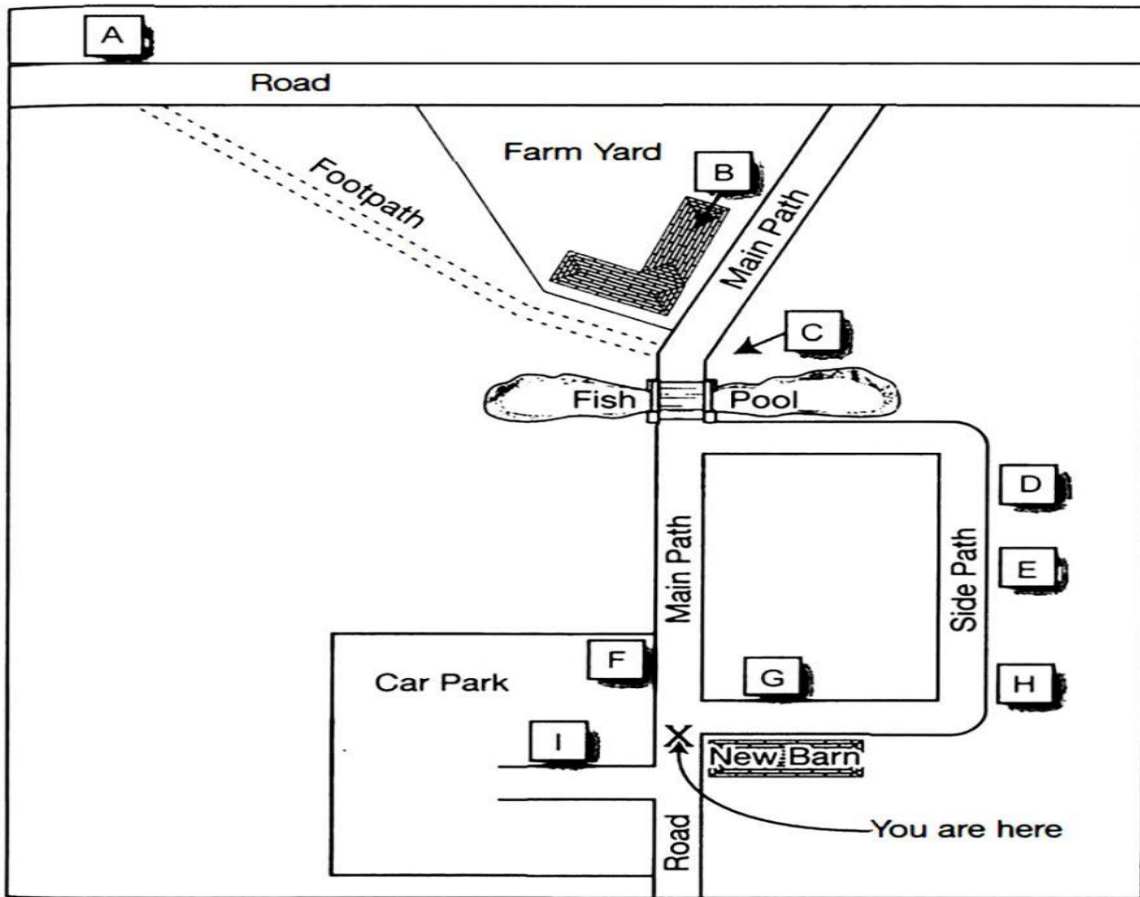 A
Road
Farm Yard
B
Footpath
Main Path
C
Fish
Pool
D
Main Path
E
Side Path
F
G
H
Car Park
I
New Barn
You are here
Road